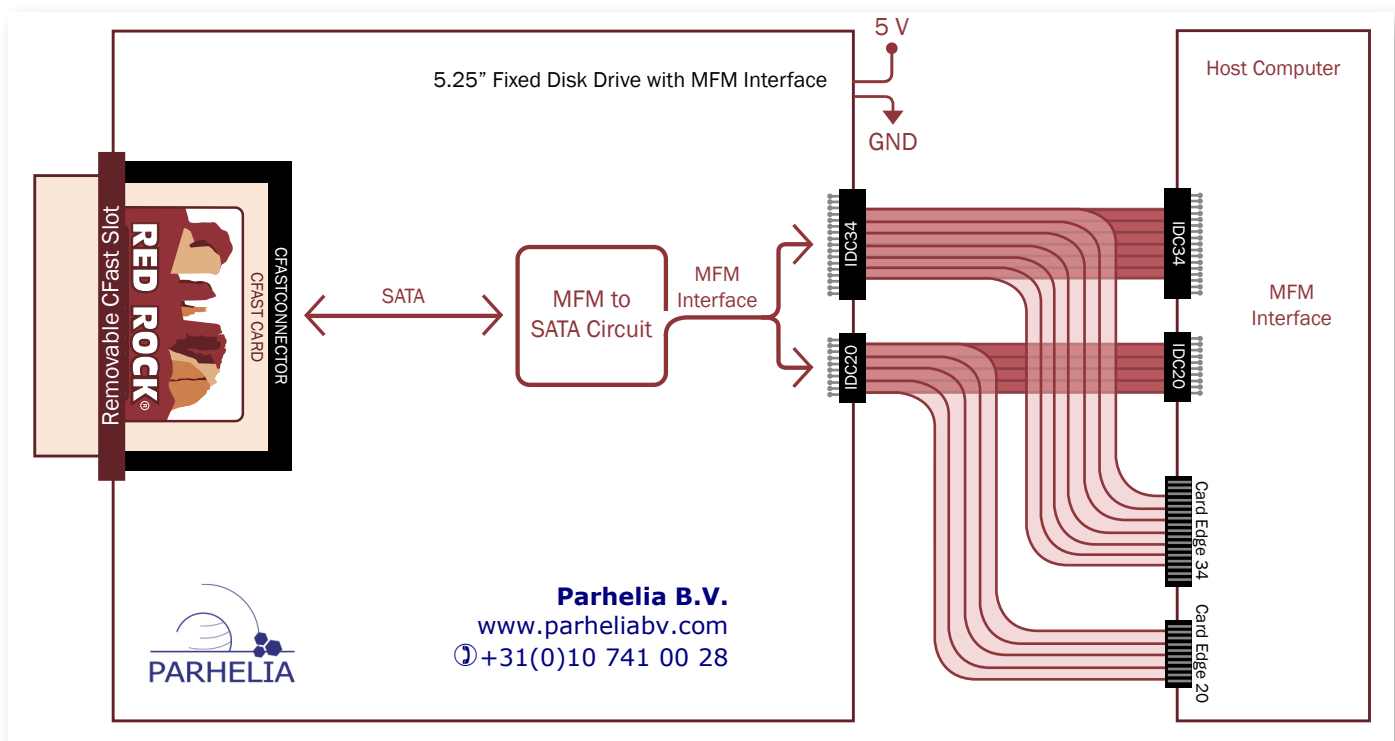 5 V
5.25” Fixed Disk Drive with MFM Interface
GND
Host Computer
Removable CFast Slot
RED ROCK®
CFAST CARD
CFASTCONNECTOR
SATA
MFM to
SATA Circuit
MFM
Interface
IDC34
IDC20
IDC34
IDC20
MFM
Interface
Card Edge 34
Card Edge 20
PARHELIA
Parhelia B.V.
www.parheliabv.com
✆+31(0)10 741 00 28